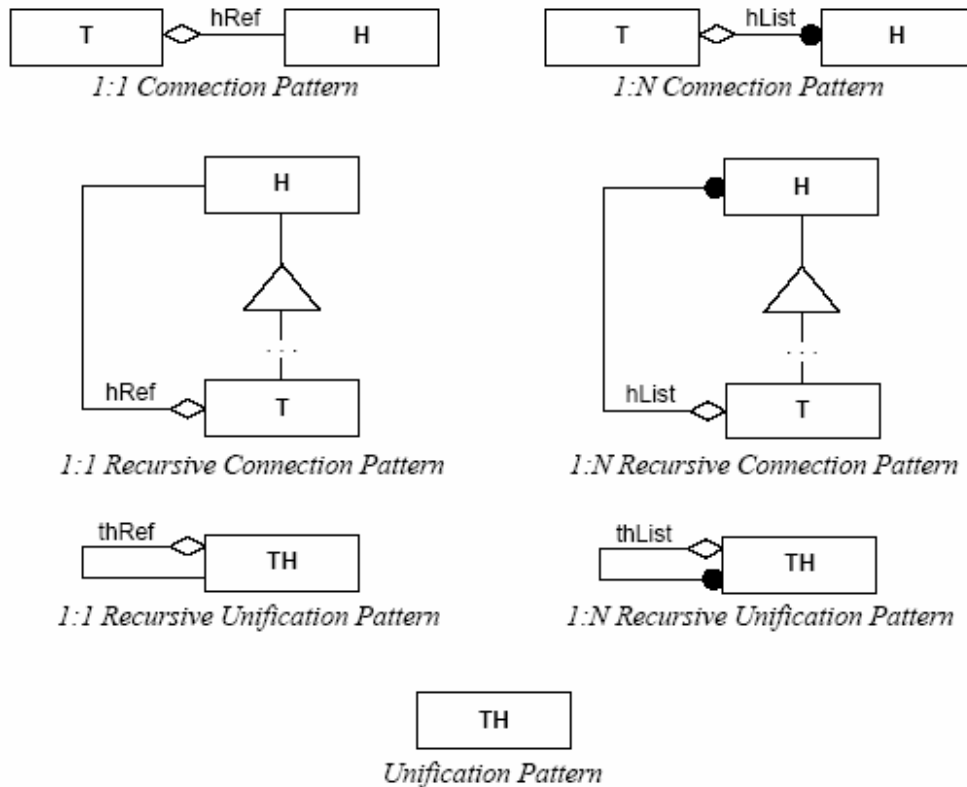 hRef
T
H
1:1 Connection Pattern
hList
T
H
1:N Connection Pattern
H
...
hRef
T
1:1 Recursive Connection Pattern
H
...
hList
T
1:N Recursive Connection Pattern
thRef
TH
1:1 Recursive Unification Pattern
thList
TH
1:N Recursive Unification Pattern
TH
Unification Pattern